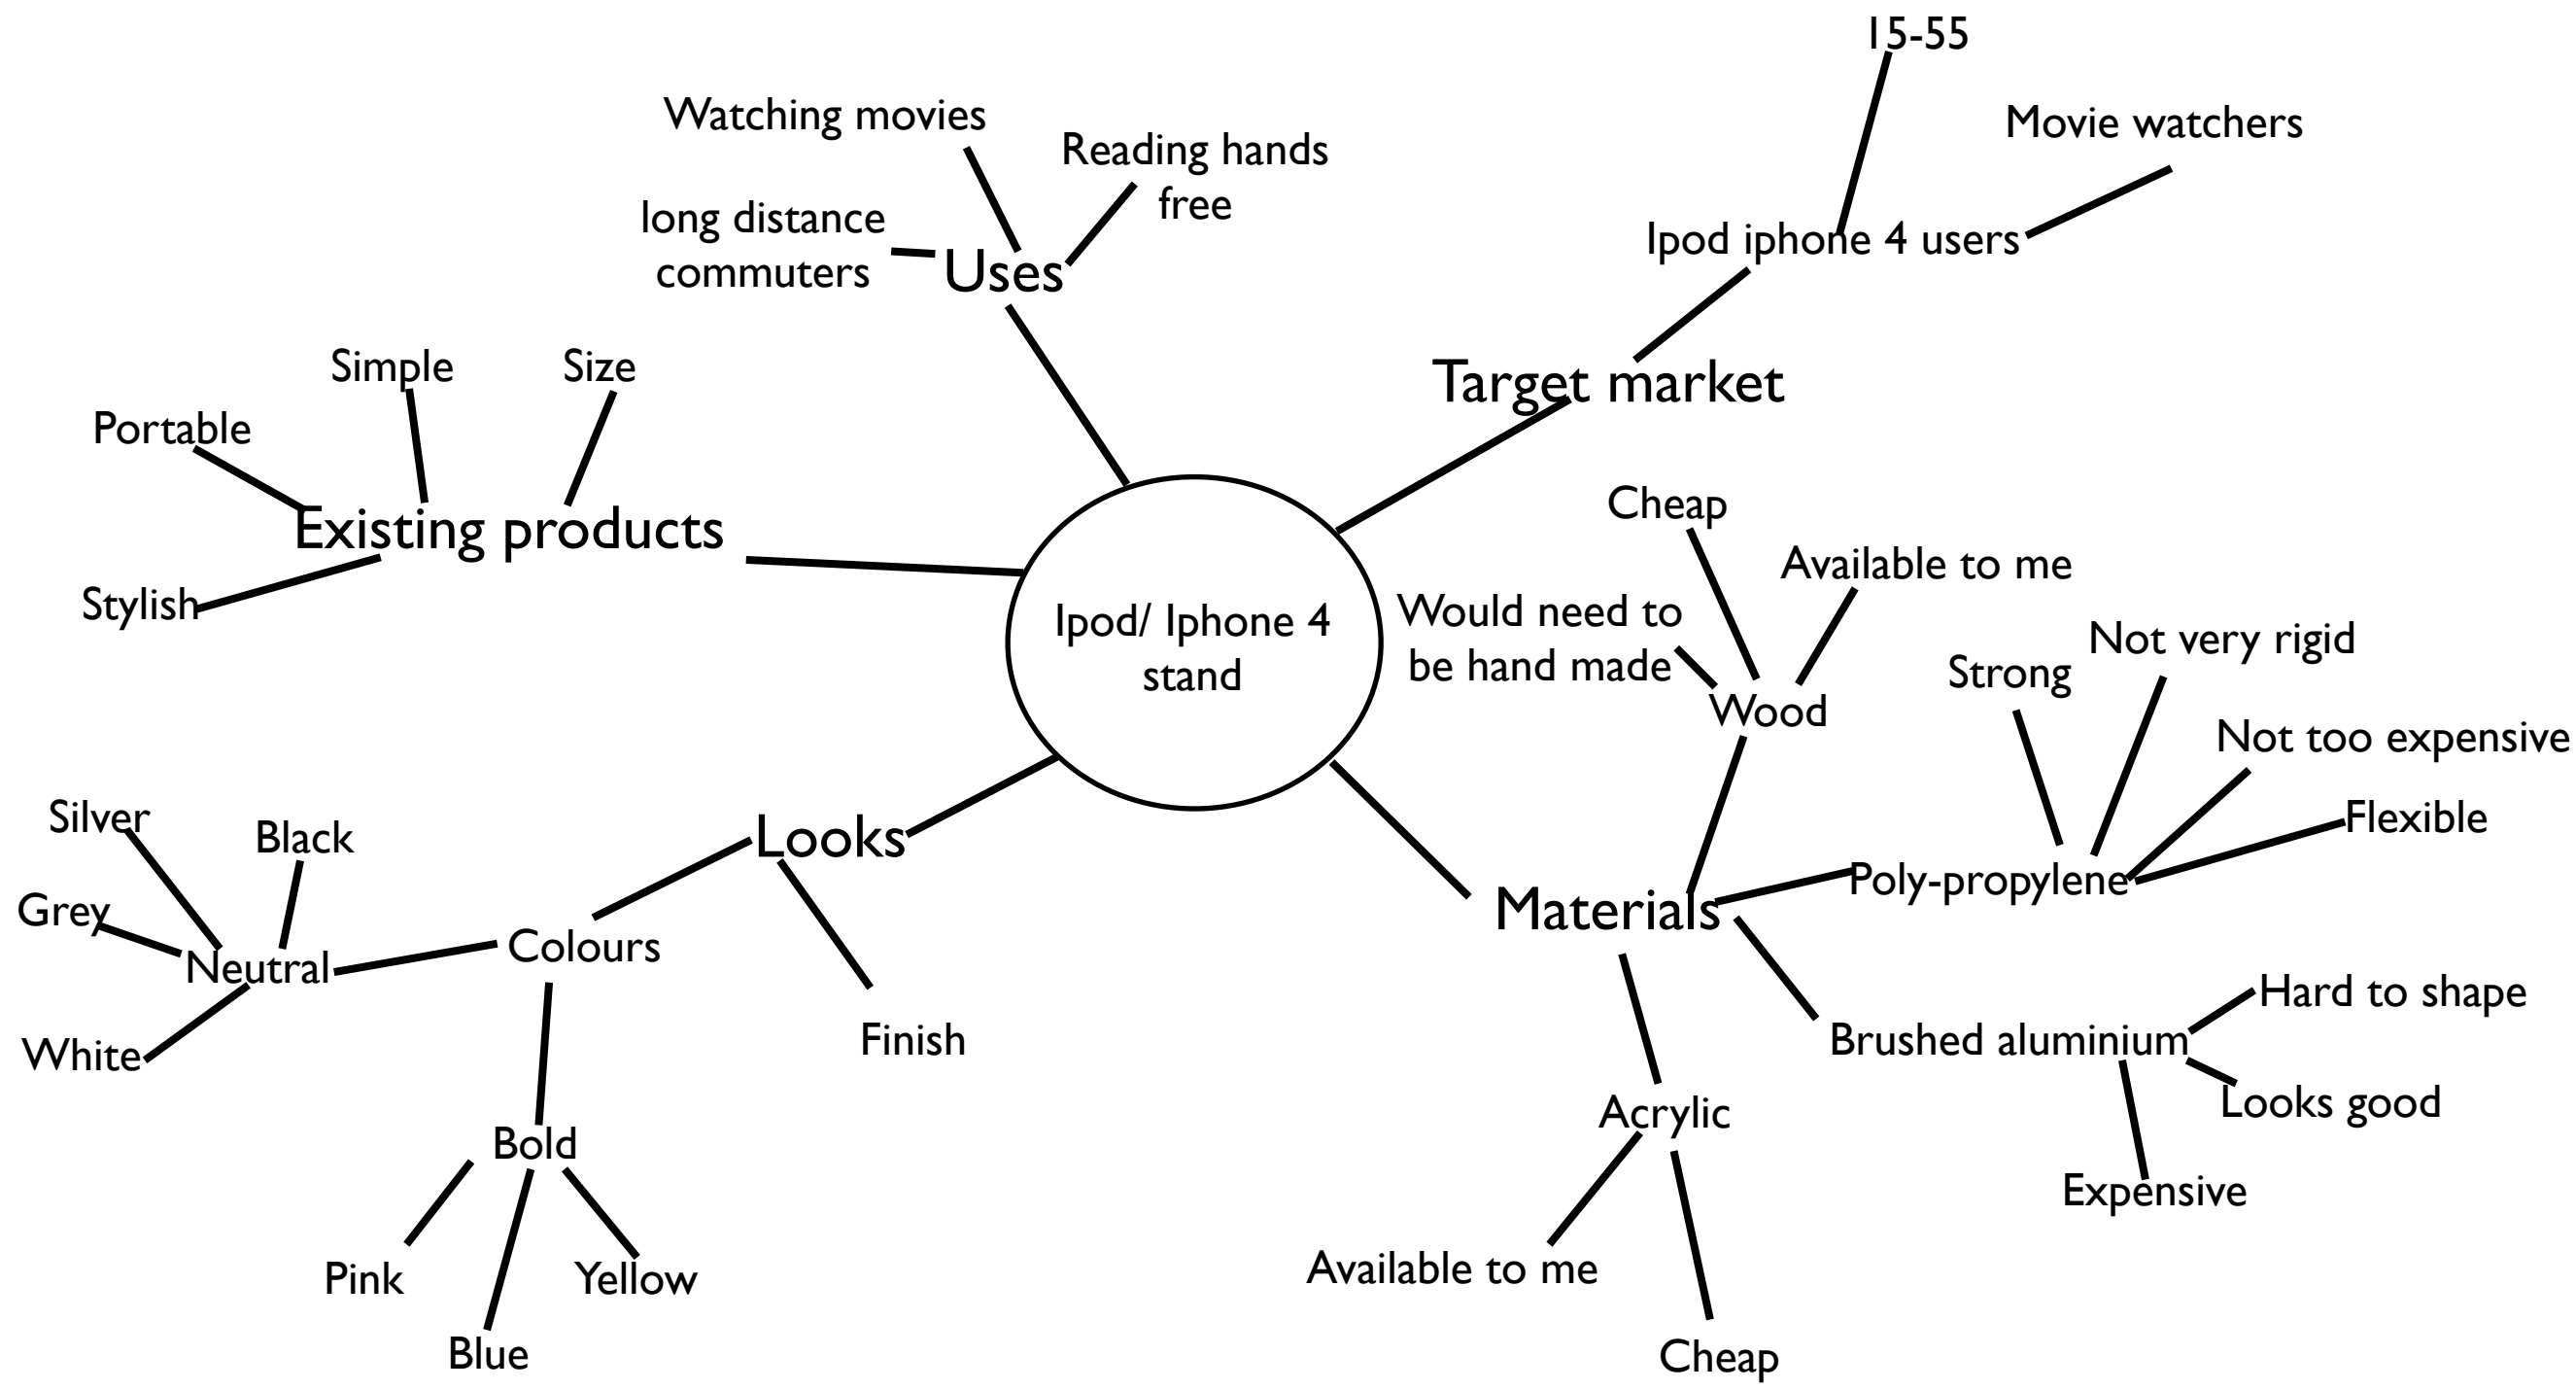 15-55
Watching movies
Movie watchers
Reading hands
free
long distance
commuters
Uses
Ipod iphone 4 users
Simple
Size
Target market
Portable
Existing products
Stylish
Cheap
Available to me
Would need to
be hand made
Wood
Ipod/ Iphone 4
stand
Strong
Not very rigid
Not too expensive
Flexible
Poly-propylene
Materials
Silver
Black
Looks
Grey
Neutral
Colours
White
Finish
Hard to shape
Brushed aluminium
Looks good
Expensive
Acrylic
Bold
Pink
Yellow
Blue
Available to me
Cheap